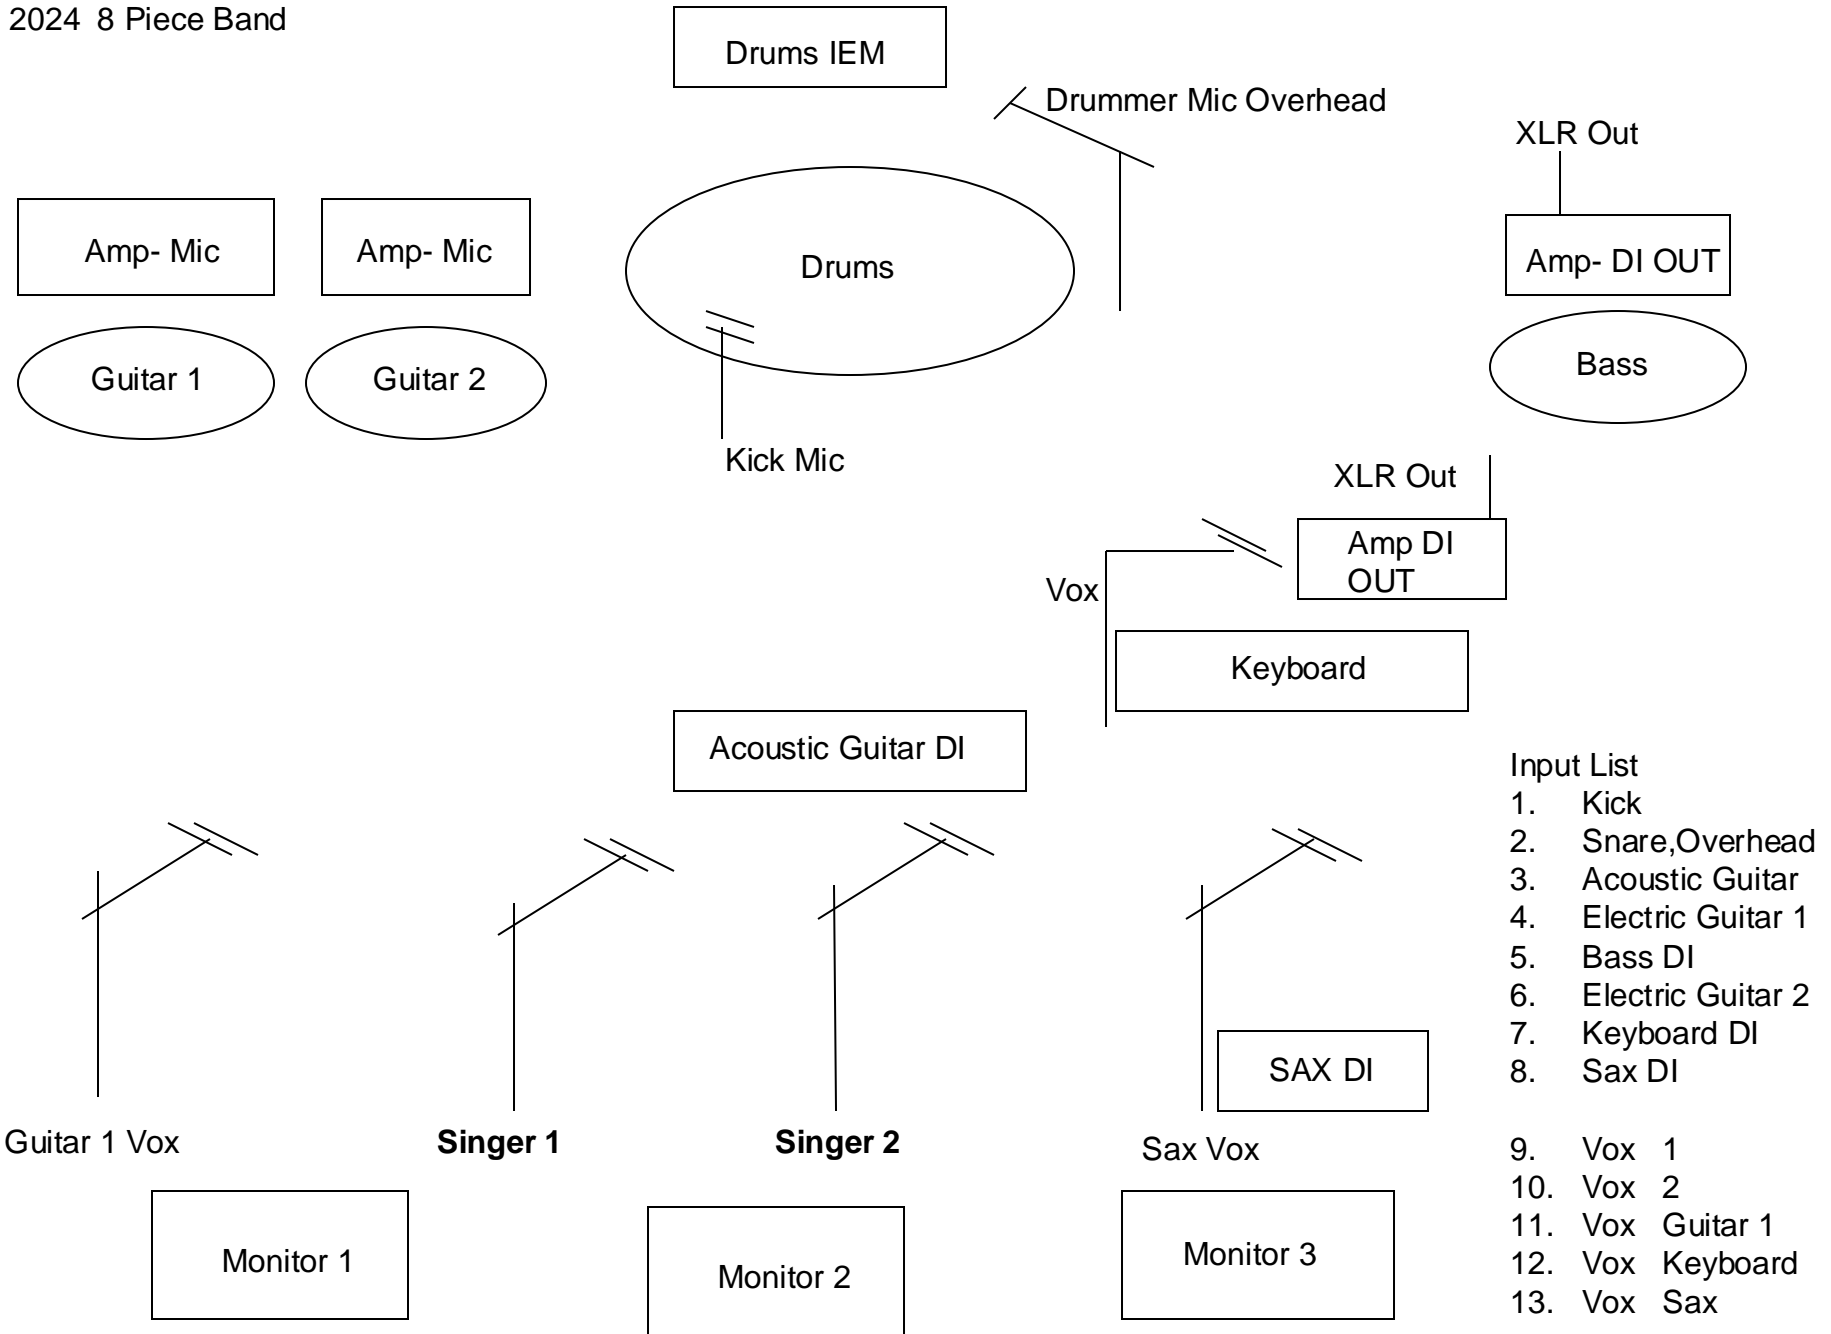 2024  8 Piece Band
Drums IEM
Drummer Mic Overhead
XLR Out
Amp- Mic
Amp- Mic
Drums
Amp- DI OUT
Guitar 1
Guitar 2
Bass
Kick Mic
XLR Out
Amp DI
OUT
Vox
Keyboard
Acoustic Guitar DI
SAX DI
Guitar 1 Vox
Singer 1
Singer 2
Sax Vox
Monitor 1
Monitor 2
Monitor 3
Input List
1. Kick
2. Snare,Overhead
3. Acoustic Guitar
4. Electric Guitar 1
5. Bass DI
6. Electric Guitar 2
7. Keyboard DI
8. Sax DI
9. Vox 1
10. Vox 2
11. Vox Guitar 1
12. Vox Keyboard
13. Vox Sax